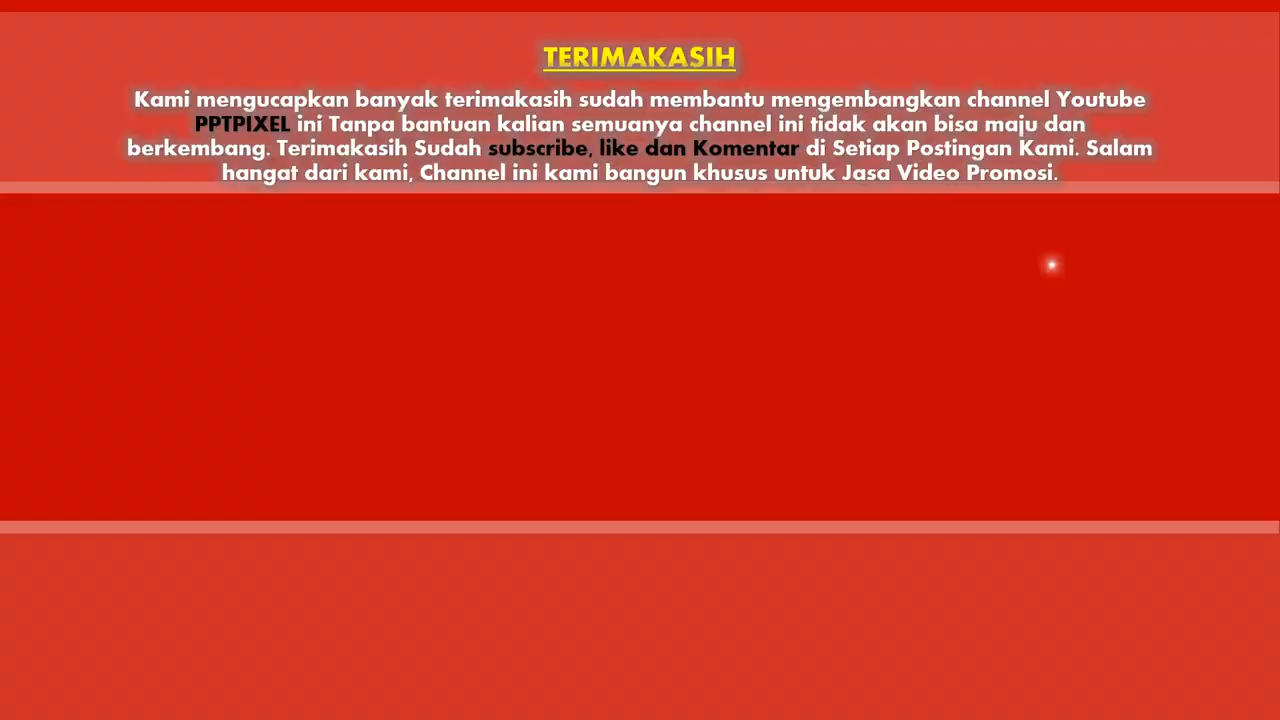 TERIMAKASIH
Kami mengucapkan banyak terimakasih sudah membantu mengembangkan channel Youtube
PPTPIXEL ini Tanpa bantuan kalian semuanya channel ini tidak akan bisa maju dan
berkembang. Terimakasih Sudah subscribe, like dan Komentar di Setiap Postingan Kami. Salam
hangat dari kami, Channel ini kami bangun khusus untuk Jasa Video Promosi.